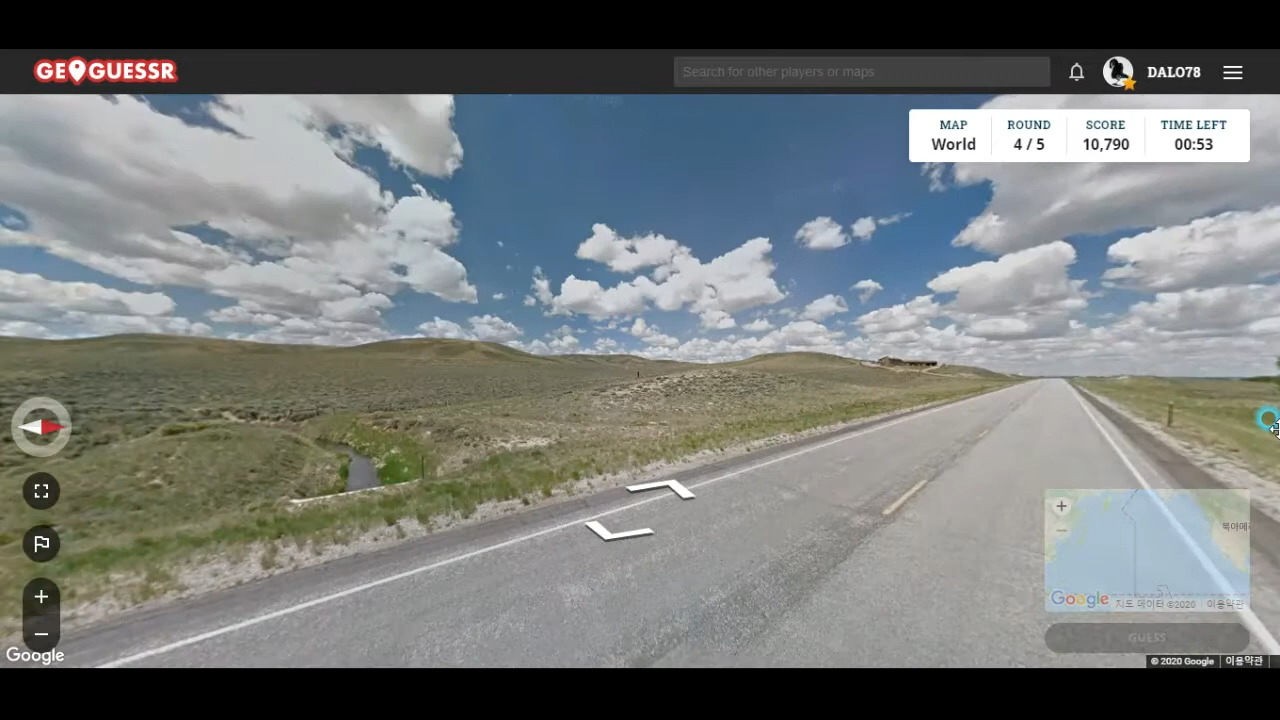 GEOGUESSR
Search for other players or maps
DALO78
MAP
World
ROUND
4 / 5
SCORE
10,790
TIME LEFT
00:53
+
−
Google
지도 데이터 ©2020
이용약관
GUESS
+
−
Google
© 2020 Google
이용약관